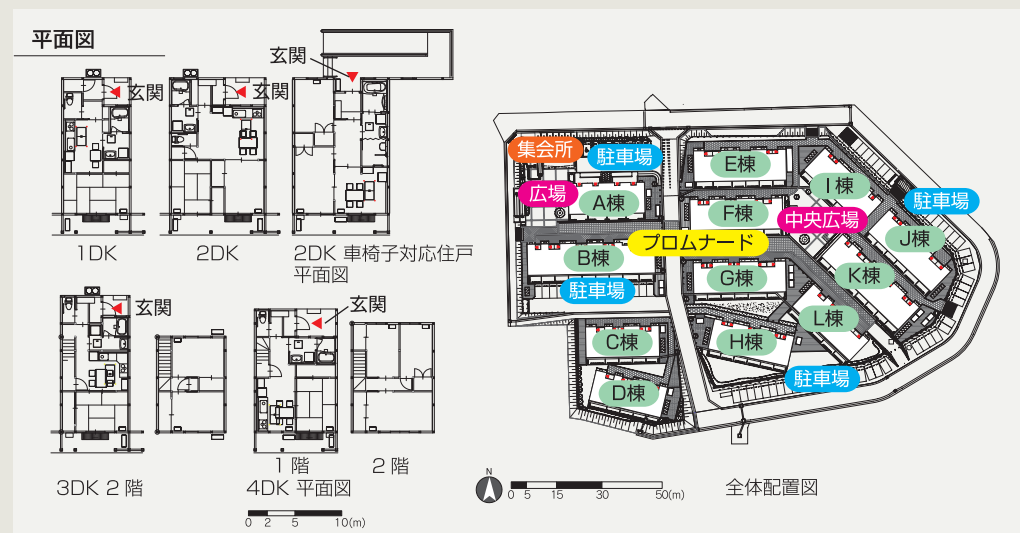 平面図
玄関
玄関
玄関
1DK
2DK
2DK 車椅子対応住戸
平面図
玄関
玄関
3DK 2 階
1 階
2 階
4DK 平面図
0 2 5 10(m)
集会所
駐車場
広場
A棟
B棟
駐車場
プロムナード
C棟
D棟
E棟
F棟
G棟
H棟
I 棟
中央広場
駐車場
J棟
K棟
L棟
駐車場
N
0 5 15 30 50(m)
全体配置図